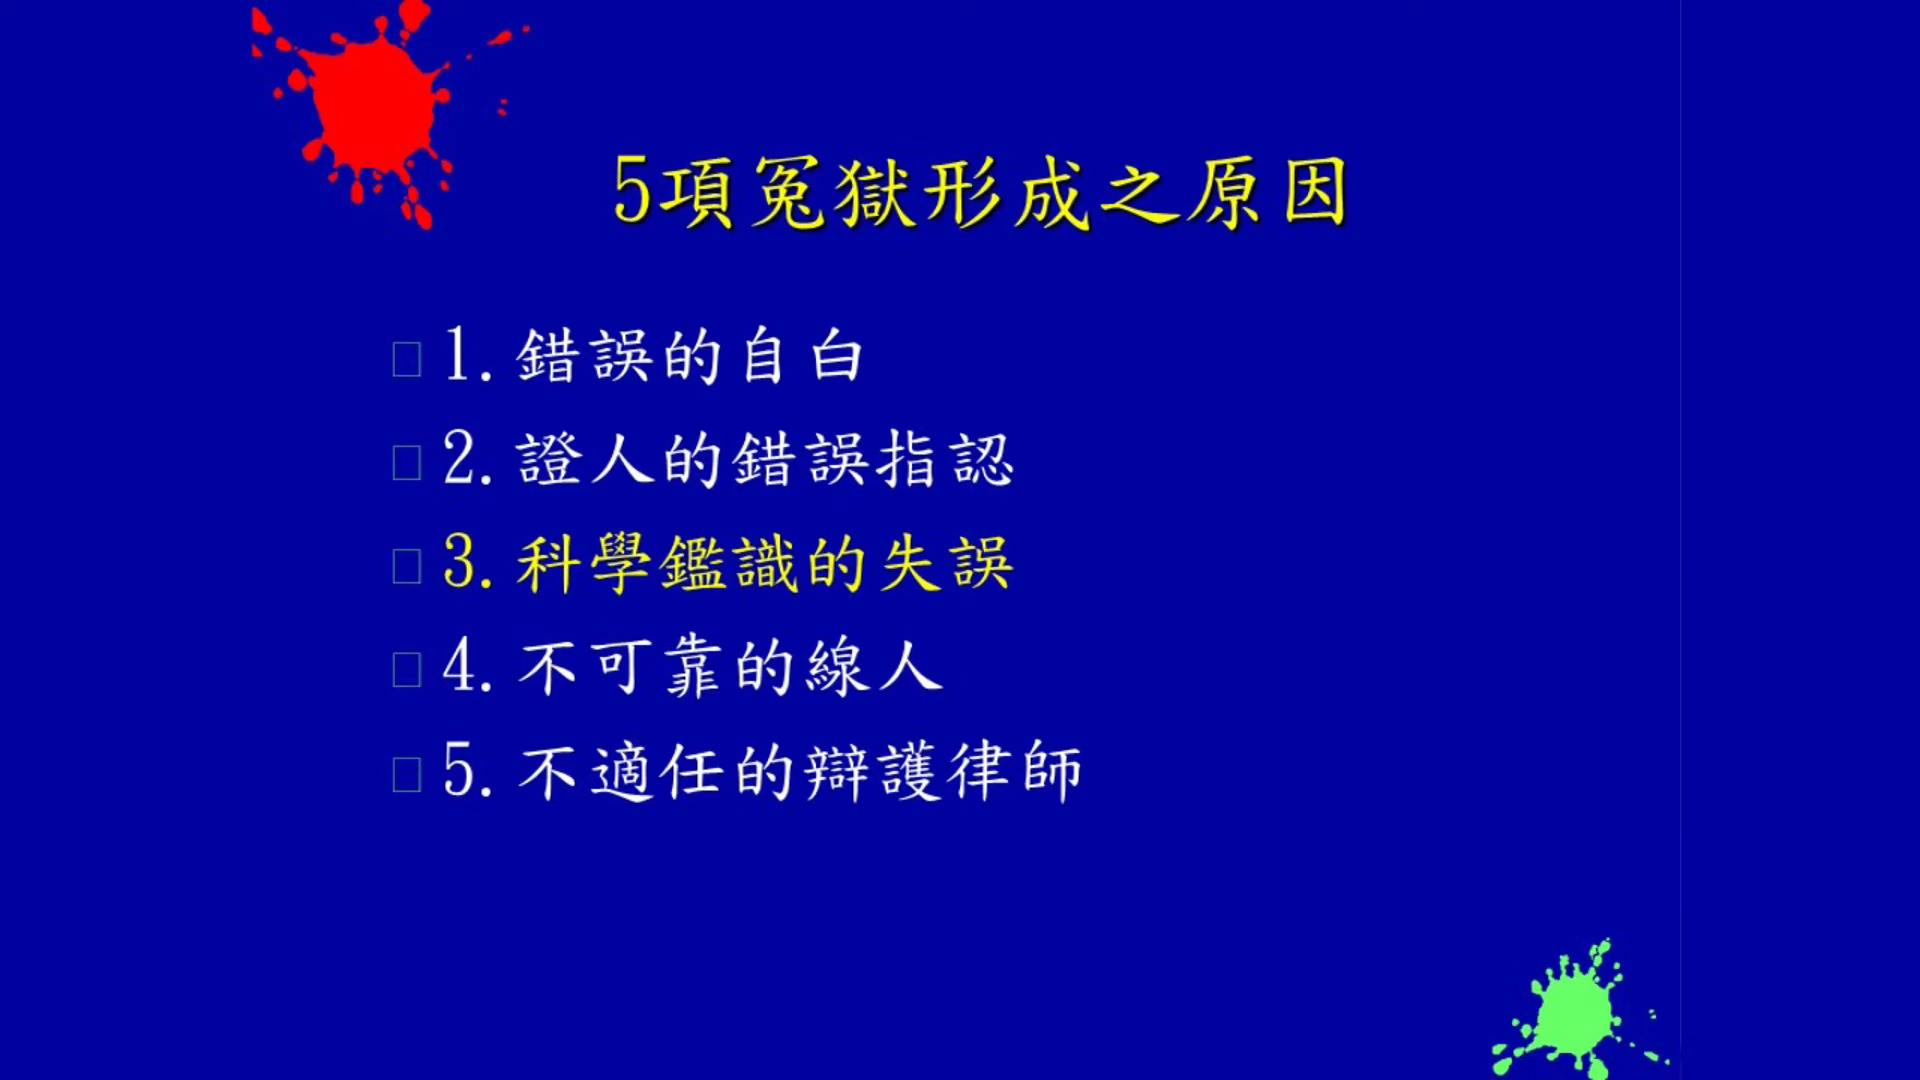 5項冤獄形成之原因
1.錯誤的自白
2.證人的錯誤指認
3.科學鑑識的失誤
4.不可靠的線人
5.不適任的辯護律師